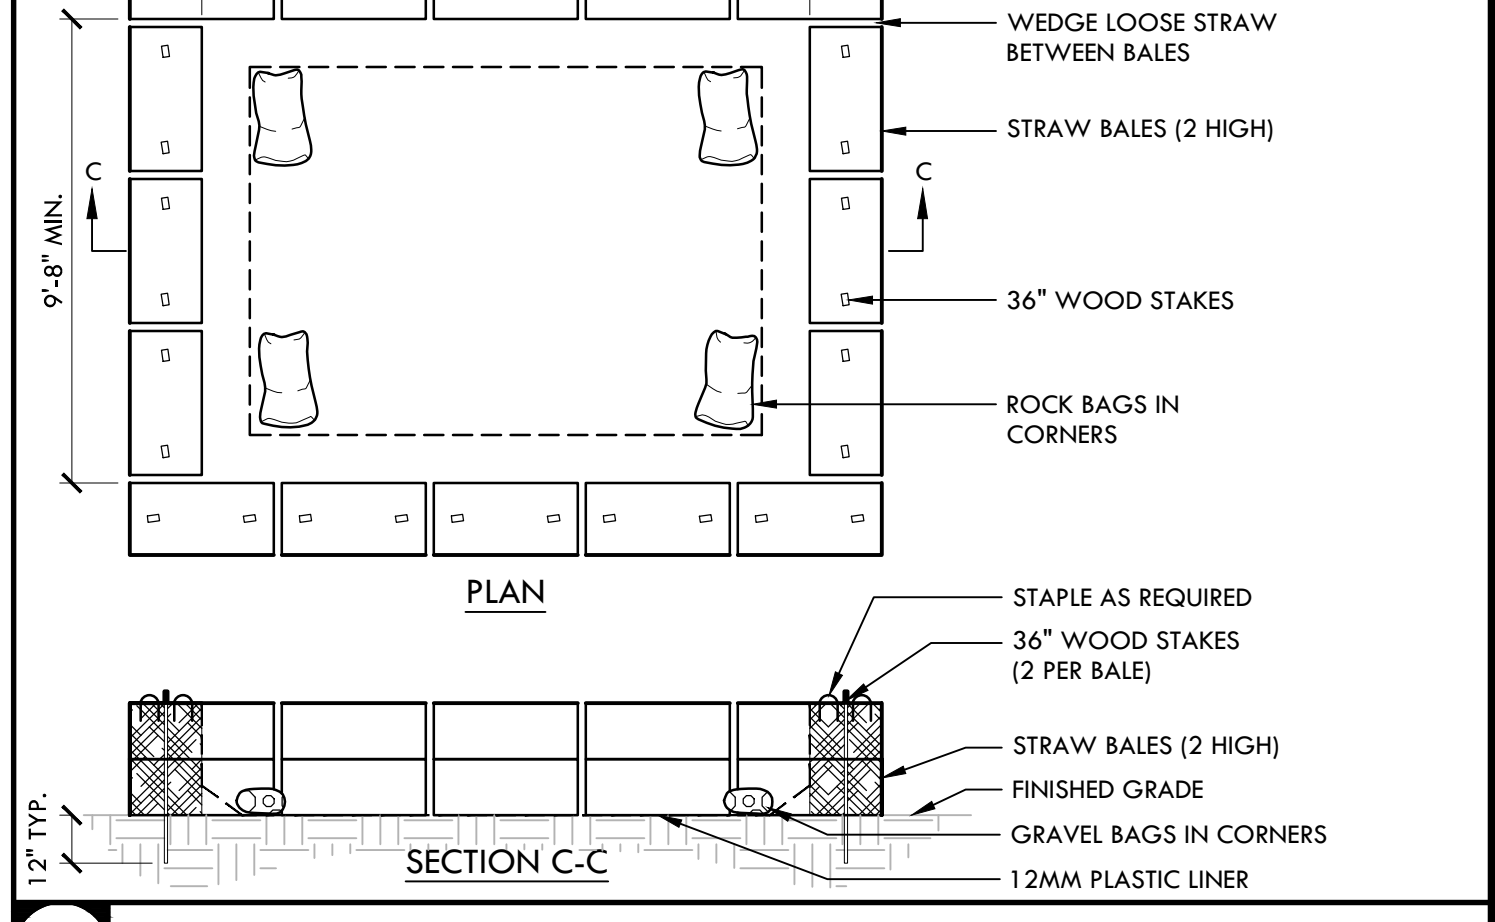 WEDGE LOOSE STRAW
BETWEEN BALES
STRAW BALES (2 HIGH)
C
C
9'-8" MIN.
36" WOOD STAKES
ROCK BAGS IN
CORNERS
PLAN
STAPLE AS REQUIRED
36" WOOD STAKES
(2 PER BALE)
STRAW BALES (2 HIGH)
FINISHED GRADE
12" TYP.
GRAVEL BAGS IN CORNERS
SECTION C-C
12MM PLASTIC LINER